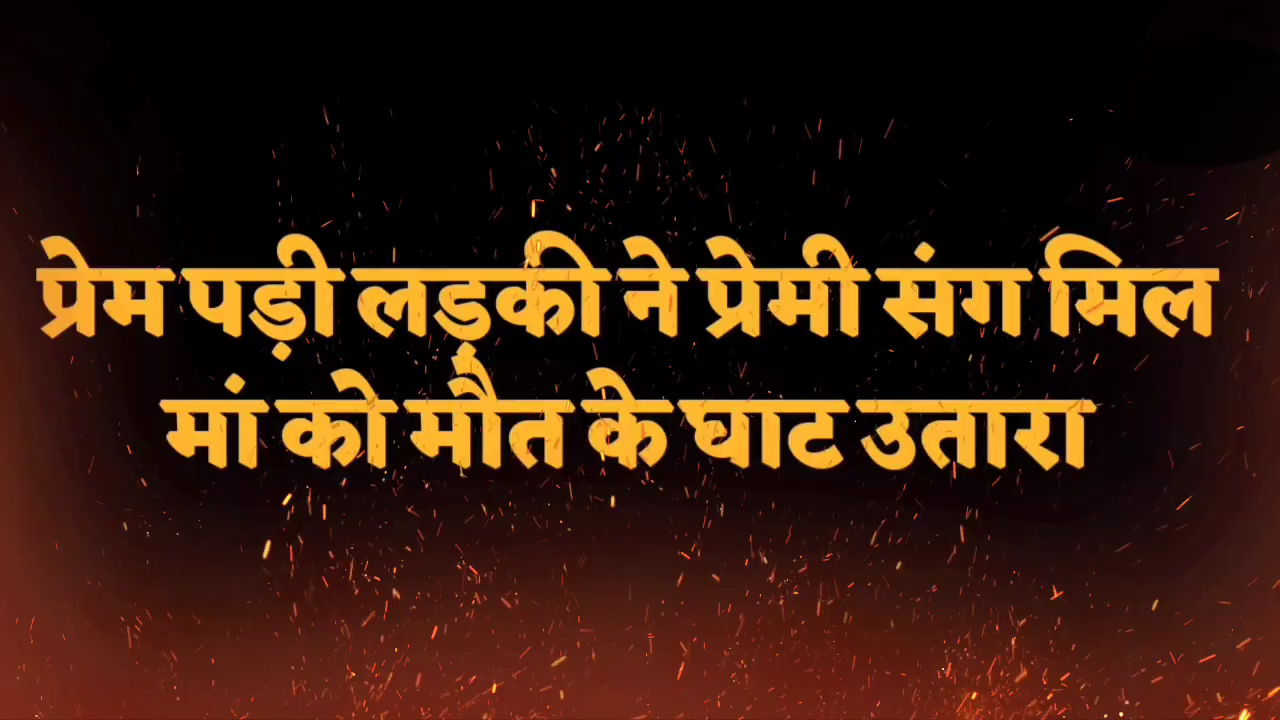 प्रेम पड़ी लड़की ने प्रेमी संग मिल
मां को मौत के घाट उतारा